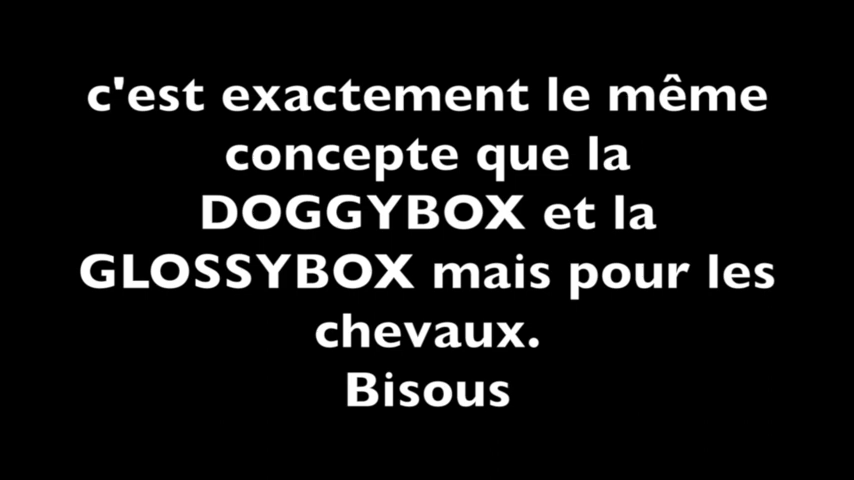 c'est exactement le même
concepte que la
DOGGYBOX et la
GLOSSYBOX mais pour les
chevaux.
Bisous